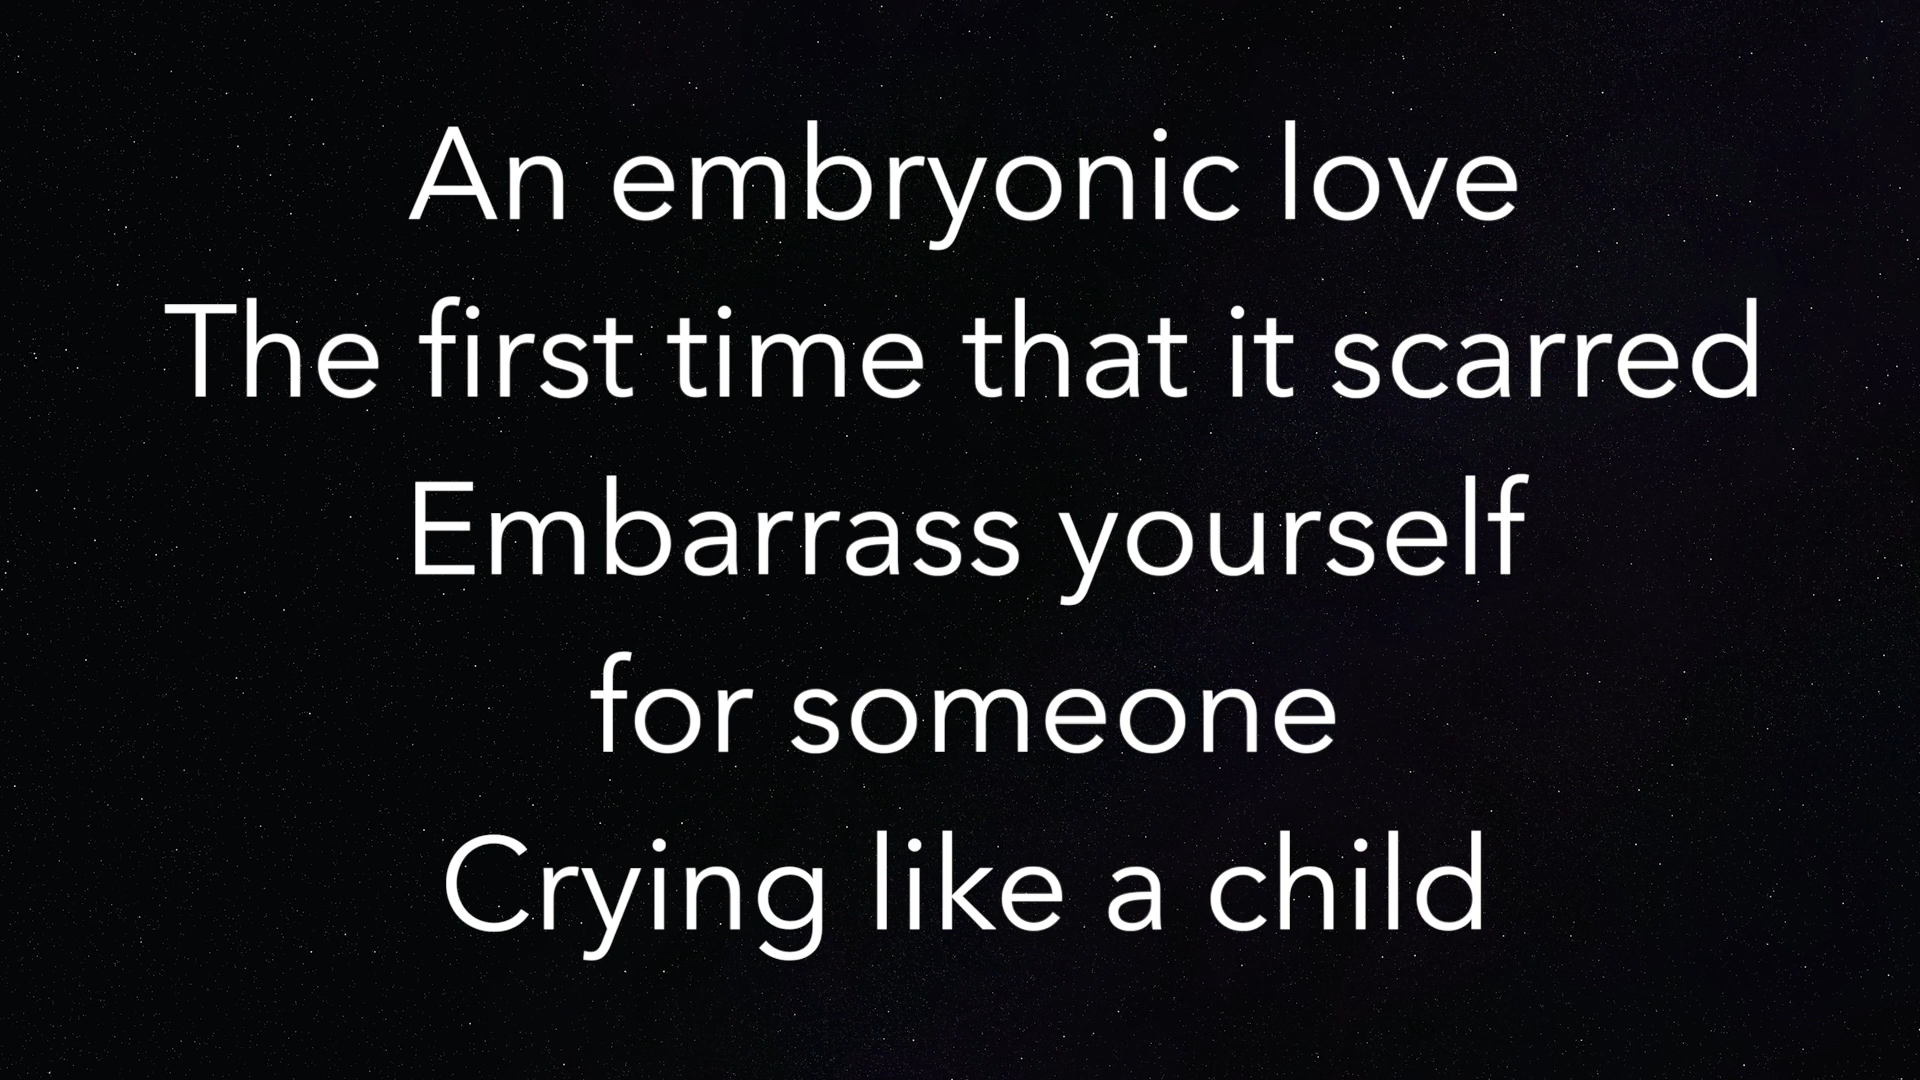 An embryonic love
The first time that it scarred
Embarrass yourself
for someone
Crying like a child